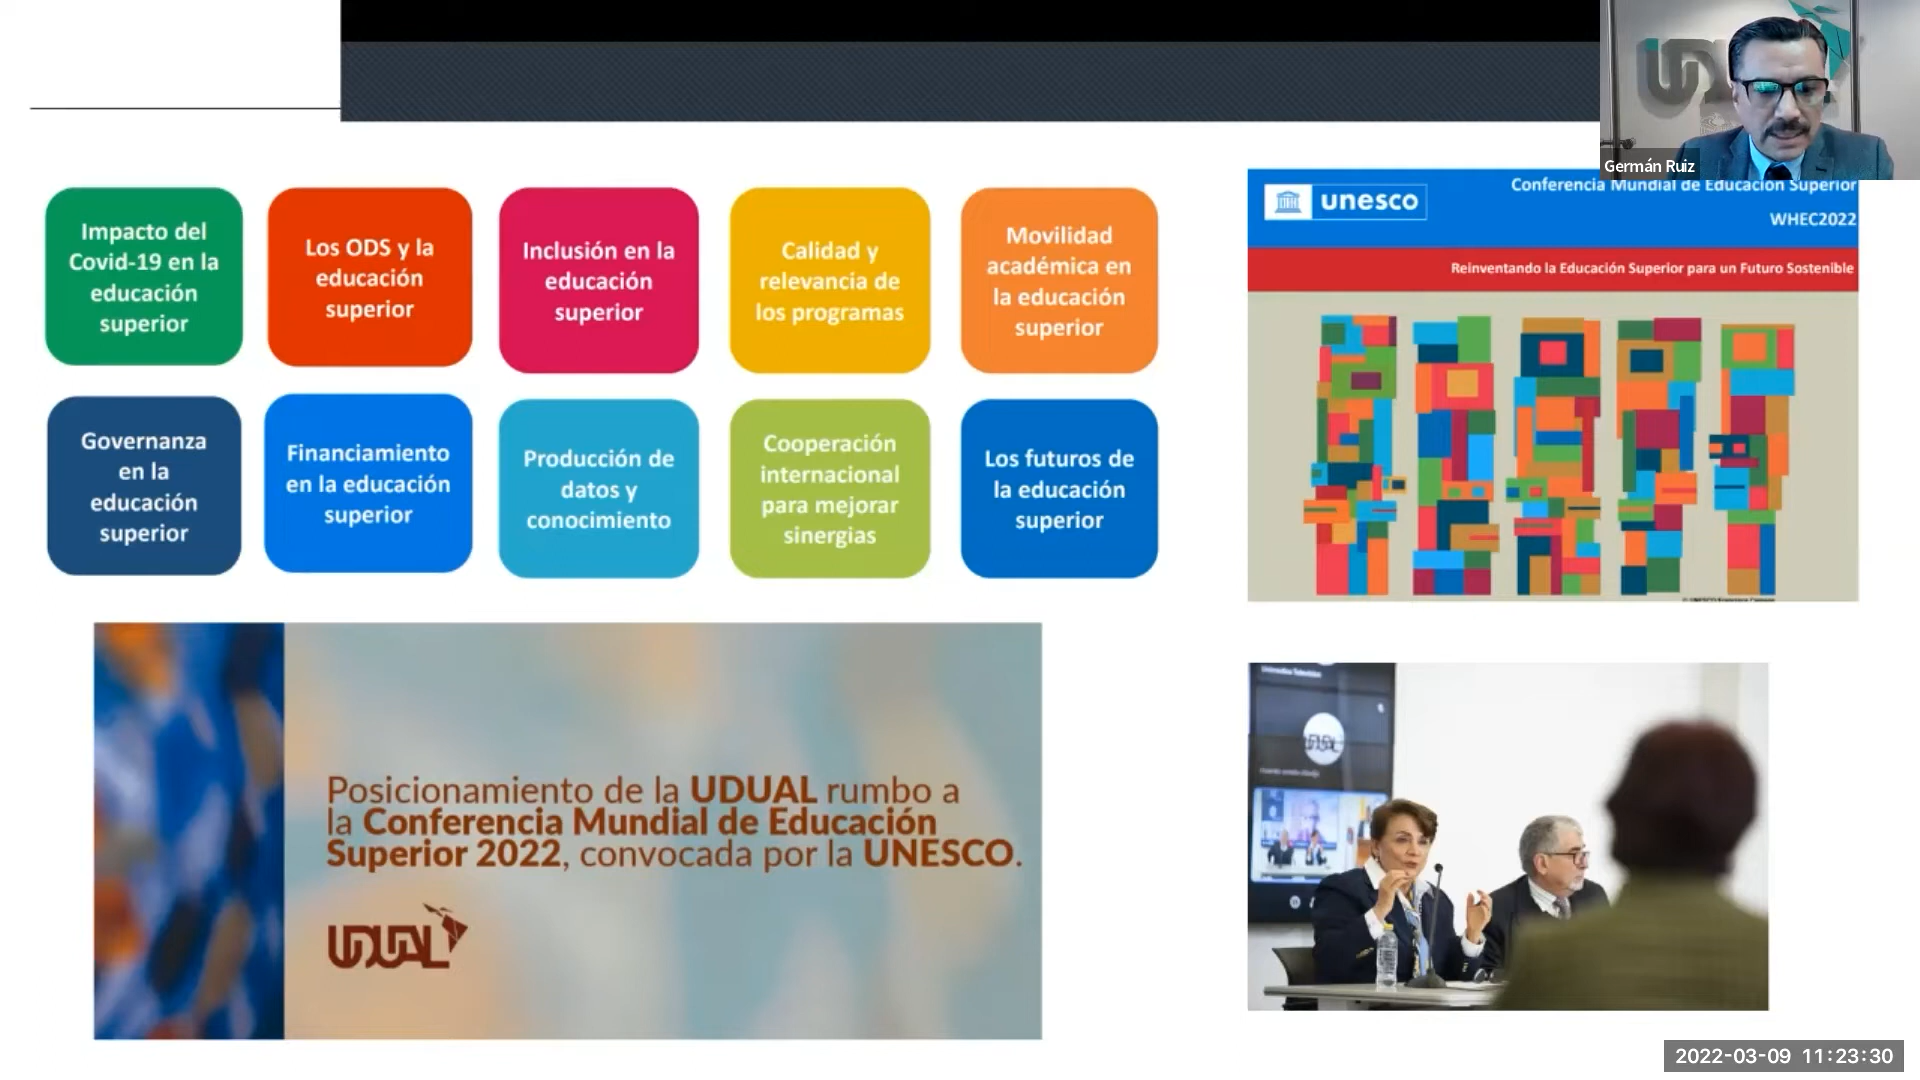 Germán Ruiz
Impacto del
Covid-19 en la
educación
superior
Los ODS y la
educación
superior
Inclusión en la
educación
superior
Calidad y
relevancia de
los programas
Movilidad
académica en
la educación
superior
Governanza
en la
educación
superior
Financiamiento
en la educación
superior
Producción de
datos y
conocimiento
Cooperación
internacional
para mejorar
sinergias
Los futuros de
la educación
superior
unesco
Conferencia Mundial de Educación Superior
WHEC2022
Reinventando la Educación Superior para un Futuro Sostenible
Posicionamiento de la UDUAL rumbo a
la Conferencia Mundial de Educación
Superior 2022, convocada por la UNESCO.
UDUAL
UDUAL
2022-03-09 11:23:30